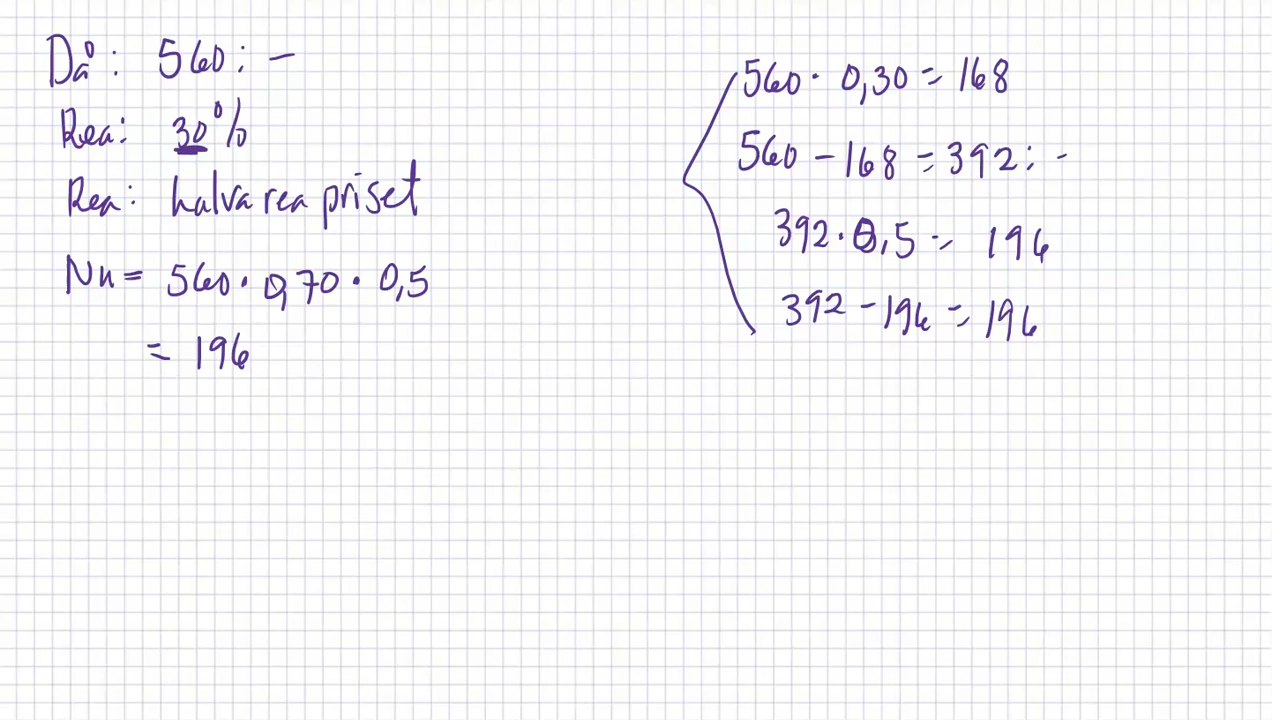 Då: 560:-
Rea: 30%
Rea: halva rea priset
Nu = 560 · 0,70 · 0,5
= 196
560 · 0,30 = 168
560 - 168 = 392:-
392 · 0,5 = 196
392 - 196 = 196